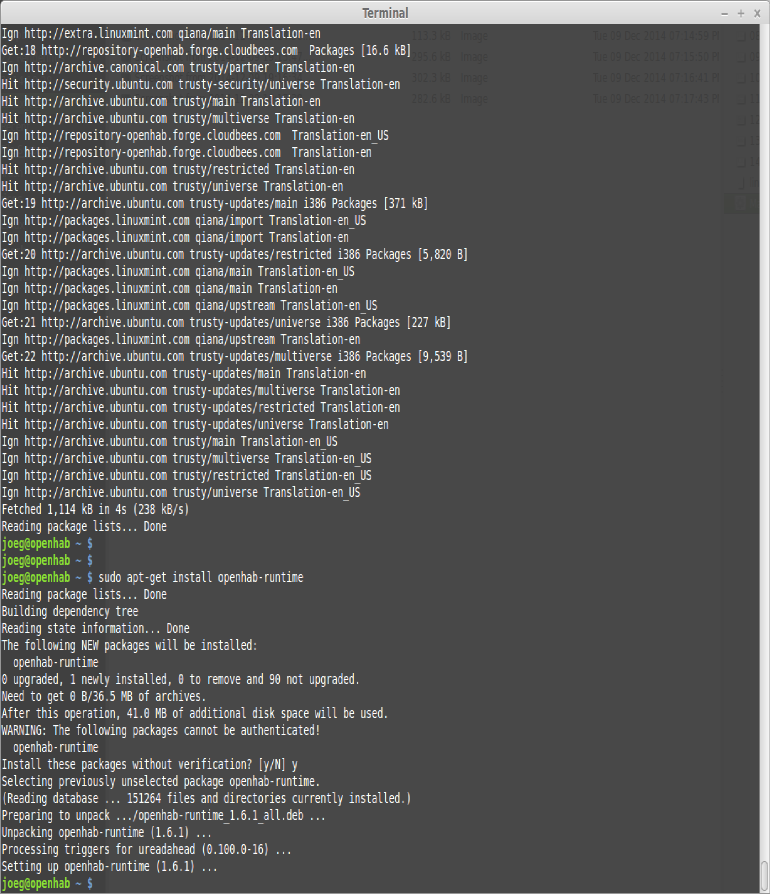 Terminal
Ign http://extra.linuxmint.com qiana/main Translation-en
Get:18 http://repository-openhab.forge.cloudbees.com  Packages [16.6 kB]
Ign http://archive.canonical.com trusty/partner Translation-en
Hit http://security.ubuntu.com trusty-security/universe Translation-en
Hit http://archive.ubuntu.com trusty/main Translation-en
Hit http://archive.ubuntu.com trusty/multiverse Translation-en
Ign http://repository-openhab.forge.cloudbees.com  Translation-en_US
Ign http://repository-openhab.forge.cloudbees.com  Translation-en
Hit http://archive.ubuntu.com trusty/restricted Translation-en
Hit http://archive.ubuntu.com trusty/universe Translation-en
Get:19 http://archive.ubuntu.com trusty-updates/main i386 Packages [371 kB]
Ign http://packages.linuxmint.com qiana/import Translation-en_US
Ign http://packages.linuxmint.com qiana/import Translation-en
Get:20 http://archive.ubuntu.com trusty-updates/restricted i386 Packages [5,820 B]
Ign http://packages.linuxmint.com qiana/main Translation-en_US
Ign http://packages.linuxmint.com qiana/main Translation-en
Ign http://packages.linuxmint.com qiana/upstream Translation-en_US
Get:21 http://archive.ubuntu.com trusty-updates/universe i386 Packages [227 kB]
Ign http://packages.linuxmint.com qiana/upstream Translation-en
Get:22 http://archive.ubuntu.com trusty-updates/multiverse i386 Packages [9,539 B]
Hit http://archive.ubuntu.com trusty-updates/main Translation-en
Hit http://archive.ubuntu.com trusty-updates/multiverse Translation-en
Hit http://archive.ubuntu.com trusty-updates/restricted Translation-en
Hit http://archive.ubuntu.com trusty-updates/universe Translation-en
Ign http://archive.ubuntu.com trusty/main Translation-en_US
Ign http://archive.ubuntu.com trusty/multiverse Translation-en_US
Ign http://archive.ubuntu.com trusty/restricted Translation-en_US
Ign http://archive.ubuntu.com trusty/universe Translation-en_US
Fetched 1,114 kB in 4s (238 kB/s)
Reading package lists... Done
joeg@openhab ~ $
joeg@openhab ~ $
joeg@openhab ~ $ sudo apt-get install openhab-runtime
Reading package lists... Done
Building dependency tree
Reading state information... Done
The following NEW packages will be installed:
  openhab-runtime
0 upgraded, 1 newly installed, 0 to remove and 90 not upgraded.
Need to get 0 B/36.5 MB of archives.
After this operation, 41.0 MB of additional disk space will be used.
WARNING: The following packages cannot be authenticated!
  openhab-runtime
Install these packages without verification? [y/N] y
Selecting previously unselected package openhab-runtime.
(Reading database ... 151264 files and directories currently installed.)
Preparing to unpack .../openhab-runtime_1.6.1_all.deb ...
Unpacking openhab-runtime (1.6.1) ...
Processing triggers for ureadahead (0.100.0-16) ...
Setting up openhab-runtime (1.6.1) ...
joeg@openhab ~ $